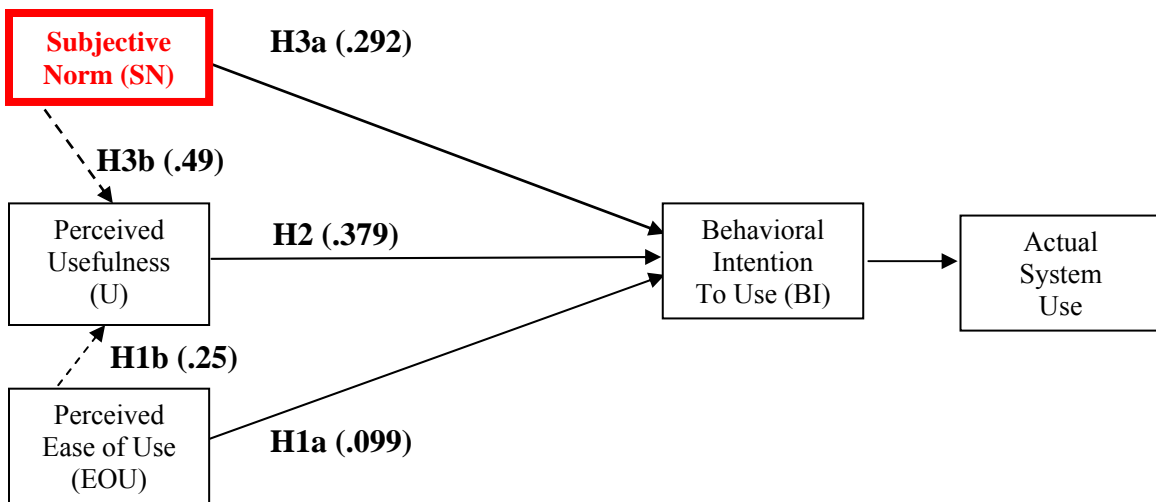 Subjective
Norm (SN)
H3a (.292)
H3b (.49)
Perceived
Usefulness
(U)
H2 (.379)
Behavioral
Intention
To Use (BI)
Actual
System
Use
H1b (.25)
Perceived
Ease of Use
(EOU)
H1a (.099)